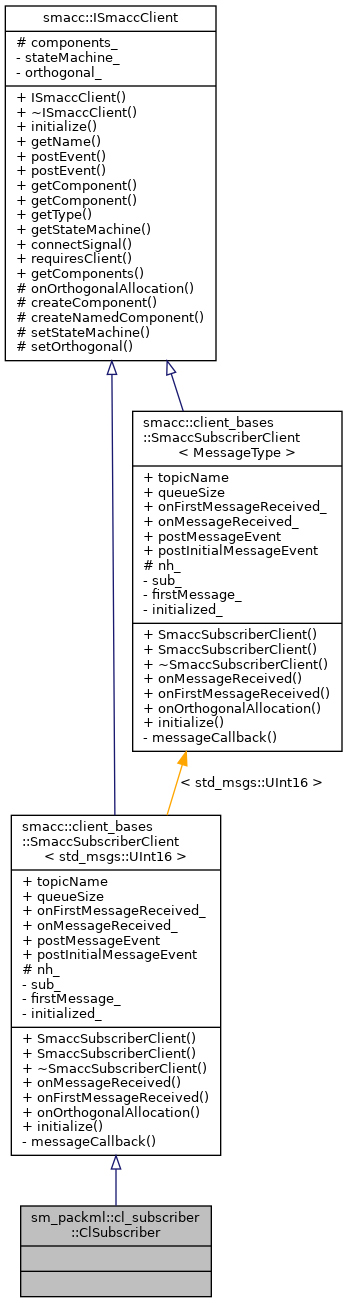 smacc::ISmaccClient
# components_
- stateMachine_
- orthogonal_
+ ISmaccClient()
+ ~ISmaccClient()
+ initialize()
+ getName()
+ postEvent()
+ postEvent()
+ getComponent()
+ getComponent()
+ getType()
+ getStateMachine()
+ connectSignal()
+ requiresClient()
+ getComponents()
# onOrthogonalAllocation()
# createComponent()
# createNamedComponent()
# setStateMachine()
# setOrthogonal()
smacc::client_bases
::SmaccSubscriberClient
< MessageType >
+ topicName
+ queueSize
+ onFirstMessageReceived_
+ onMessageReceived_
+ postMessageEvent
+ postInitialMessageEvent
# nh_
- sub_
- firstMessage_
- initialized_
+ SmaccSubscriberClient()
+ SmaccSubscriberClient()
+ ~SmaccSubscriberClient()
+ onMessageReceived()
+ onFirstMessageReceived()
+ onOrthogonalAllocation()
+ initialize()
- messageCallback()
< std_msgs::UInt16 >
smacc::client_bases
::SmaccSubscriberClient
< std_msgs::UInt16 >
+ topicName
+ queueSize
+ onFirstMessageReceived_
+ onMessageReceived_
+ postMessageEvent
+ postInitialMessageEvent
# nh_
- sub_
- firstMessage_
- initialized_
+ SmaccSubscriberClient()
+ SmaccSubscriberClient()
+ ~SmaccSubscriberClient()
+ onMessageReceived()
+ onFirstMessageReceived()
+ onOrthogonalAllocation()
+ initialize()
- messageCallback()
sm_packml::cl_subscriber
::ClSubscriber